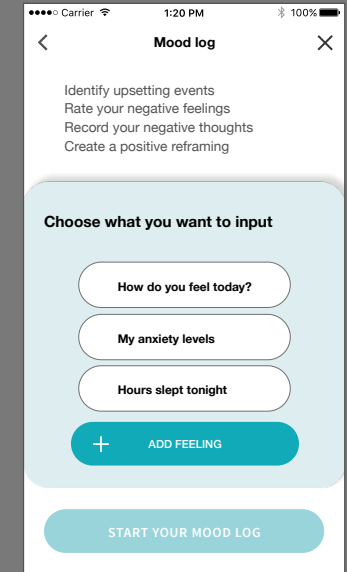 Carrier 1:20 PM 100%
Mood log
Identify upsetting events
Rate your negative feelings
Record your negative thoughts
Create a positive reframing
Choose what you want to input
How do you feel today?
My anxiety levels
Hours slept tonight
ADD FEELING
START YOUR MOOD LOG